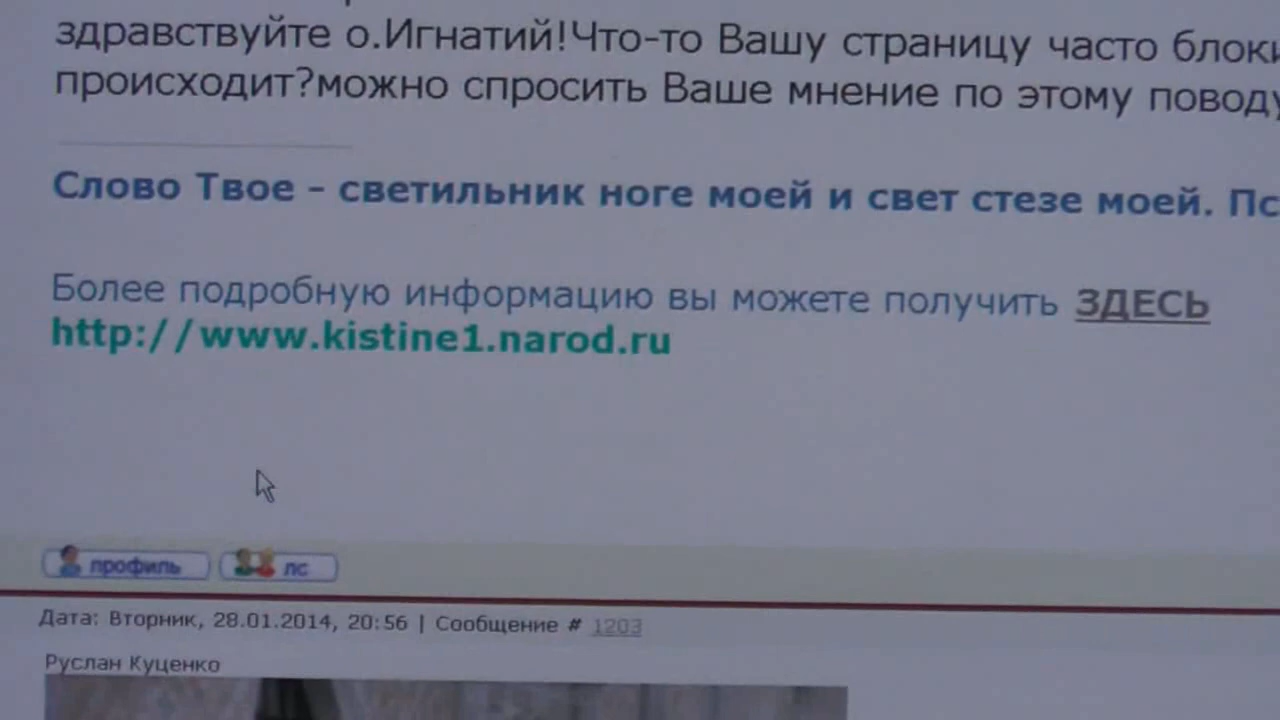 здравствуйте о.Игнатий!Что-то Вашу страницу часто
происходит?можно спросить Ваше мнение по этому поводу
Слово Твое - светильник ноге моей и свет стезе моей.
Более подробную информацию вы можете получить ЗДЕСЬ
http://www.kistine1.narod.ru
профиль лс
Дата: Вторник, 28.01.2014, 20:56 | Сообщение # 1203
Руслан Куценко